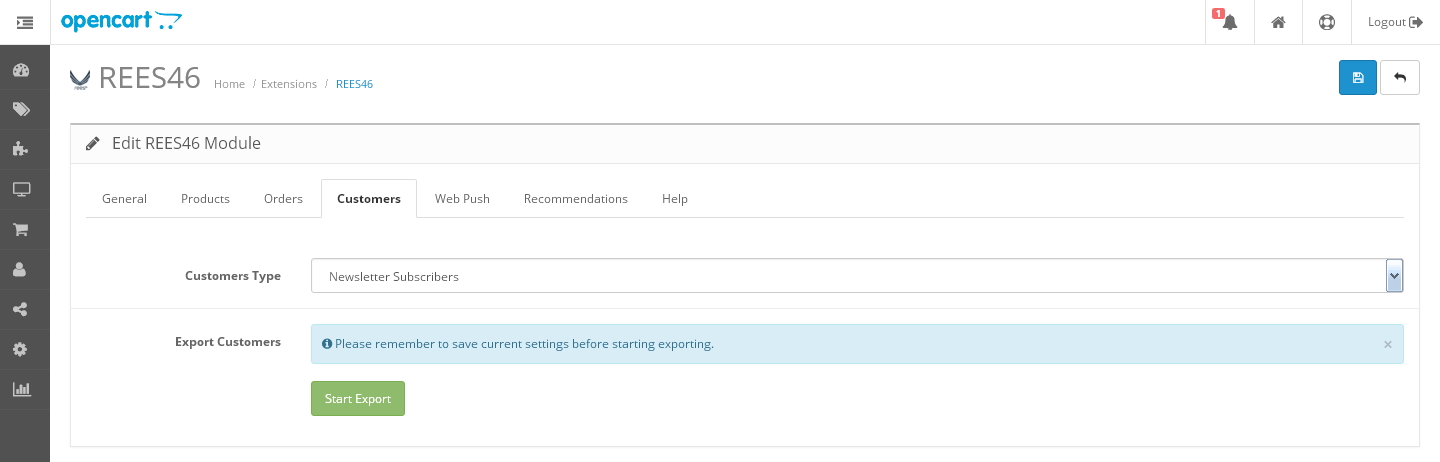 opencart
1
Logout
REES46 Home / Extensions / REES46
Edit REES46 Module
General Products Orders Customers Web Push Recommendations Help
Customers Type Newsletter Subscribers
Export Customers Please remember to save current settings before starting exporting. ×
Start Export